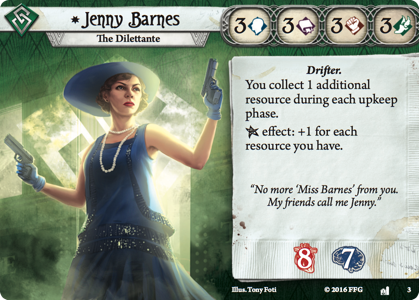 Jenny Barnes
The Dilettante
3 3 3 3
Drifter.
You collect 1 additional
resource during each upkeep
phase.
effect: +1 for each
resource you have.
“No more ‘Miss Barnes’ from you.
My friends call me Jenny.”
8 7
Illus. Tony Foti © 2016 FFG 3